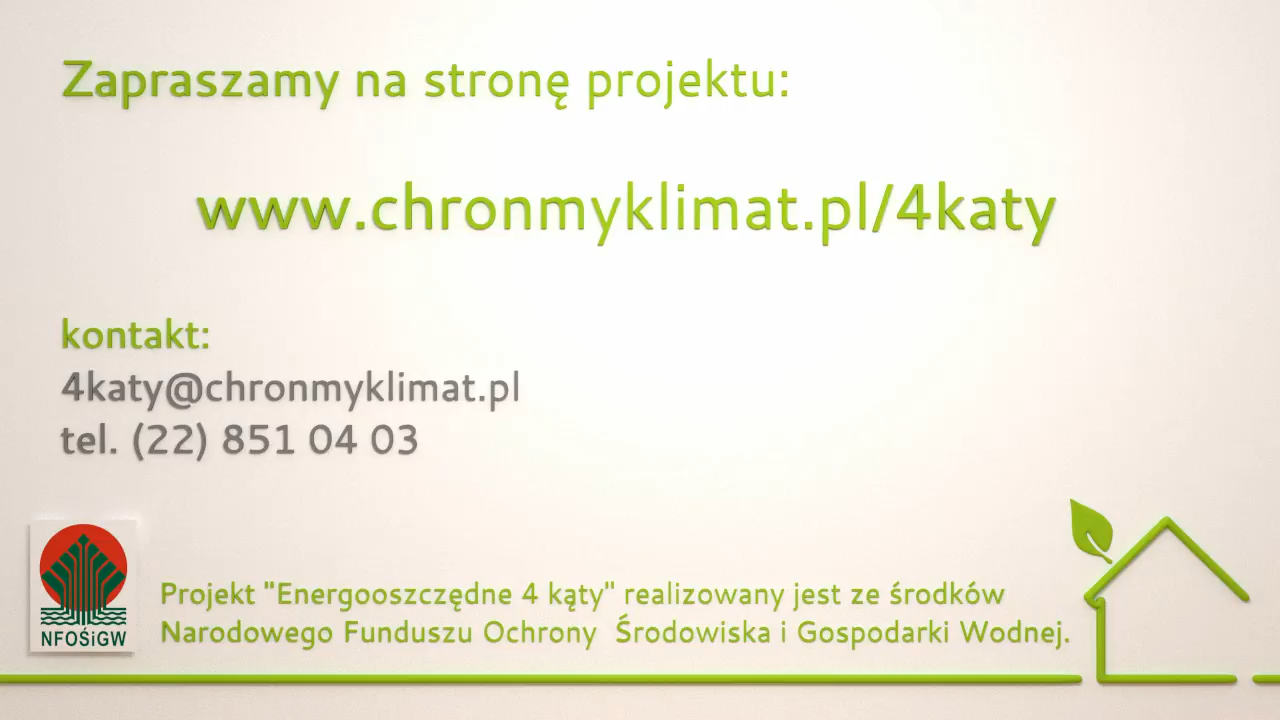 Zapraszamy na stronę projektu:
www.chronmyklimat.pl/4katy
kontakt:
4katy@chronmyklimat.pl
tel. (22) 851 04 03
NFOŚiGW
Projekt "Energooszczędne 4 kąty" realizowany jest ze środków
Narodowego Funduszu Ochrony Środowiska i Gospodarki Wodnej.